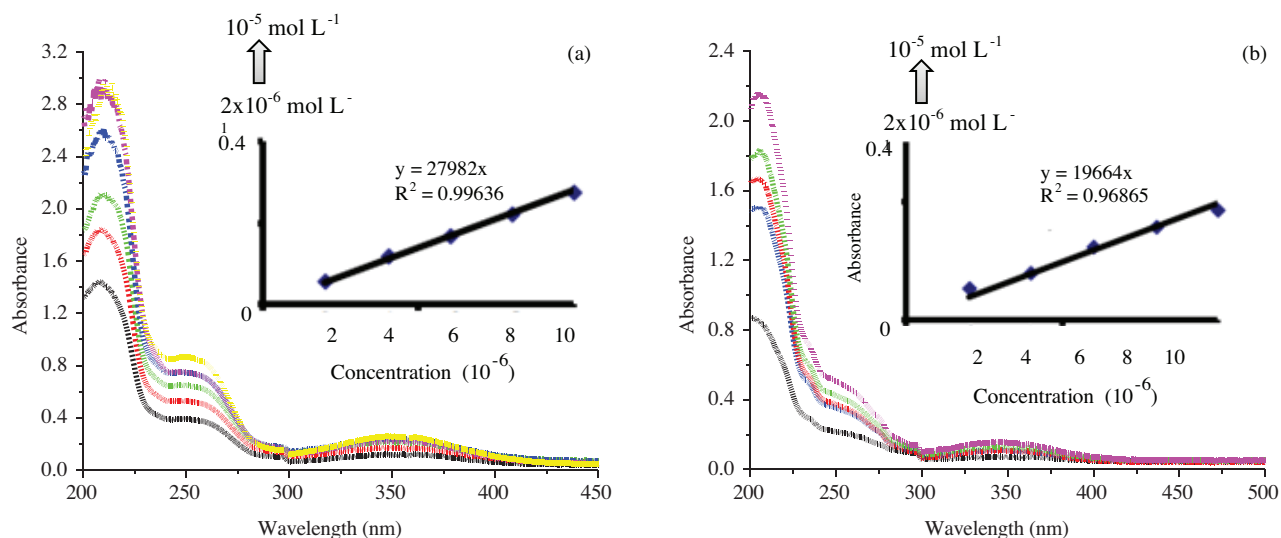 10⁻⁵ mol L⁻¹
(a)
2x10⁻⁶ mol L⁻
1
0.4
y = 27982x
R² = 0.99636
0
2 4 6 8 10
Concentration (10⁻⁶)
3.2
2.8
2.4
2.0
1.6
1.2
0.8
0.4
0.0
Absorbance
200 250 300 350 400 450
Wavelength (nm)
10⁻⁵ mol L⁻¹
(b)
2x10⁻⁶ mol L⁻
1
0.4
Absorbance
y = 19664x
R² = 0.96865
0
2 4 6 8 10
Concentration (10⁻⁶)
2.4
2.0
1.6
1.2
0.8
0.4
0.0
Absorbance
200 250 300 350 400 450 500
Wavelength (nm)